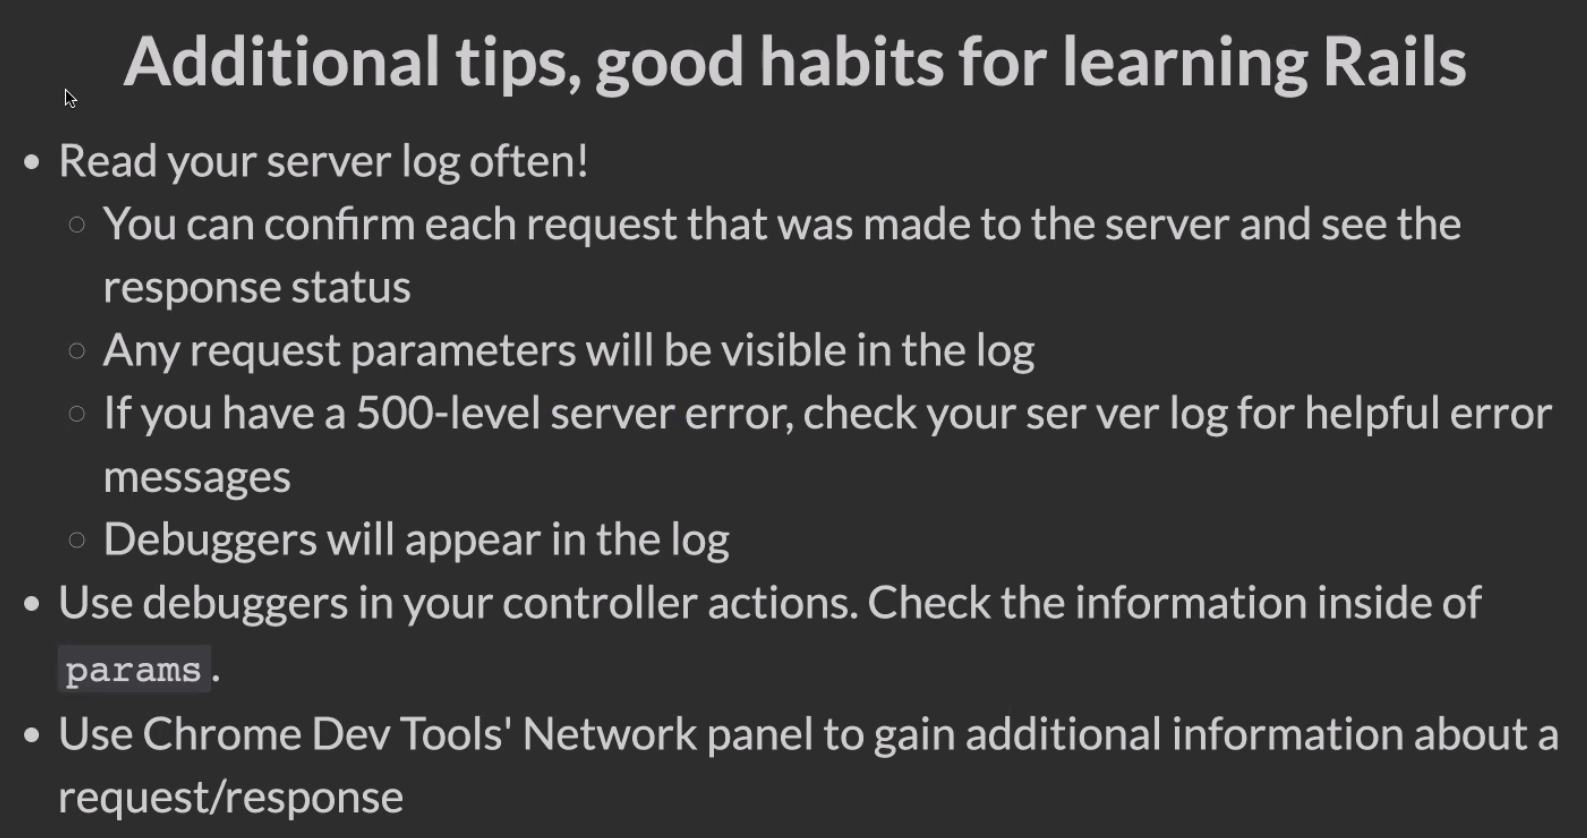 Additional tips, good habits for learning Rails
• Read your server log often!
○ You can confirm each request that was made to the server and see the
response status
○ Any request parameters will be visible in the log
○ If you have a 500-level server error, check your ser ver log for helpful error
messages
○ Debuggers will appear in the log
• Use debuggers in your controller actions. Check the information inside of
params.
• Use Chrome Dev Tools' Network panel to gain additional information about a
request/response